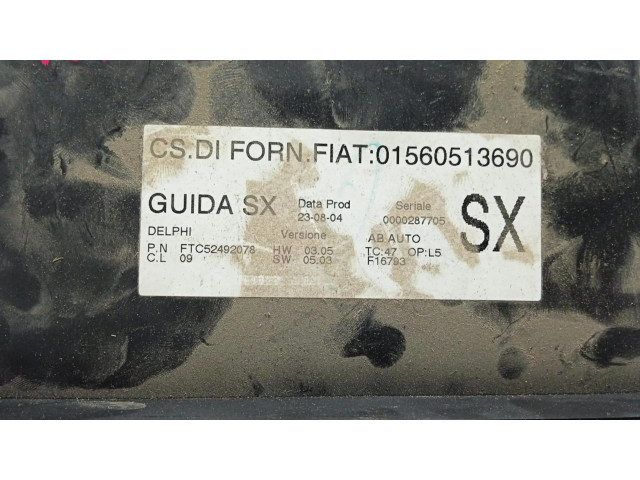 CS.DI FORN.FIAT:01560513690
GUIDA SX Data Prod Seriale SX
23-08-04 0000287705
DELPHI Versione AB AUTO
P.N FTC52492076 HW 03.05 TC:47 OP:L5
C.L 09 SW 05.03 F16793